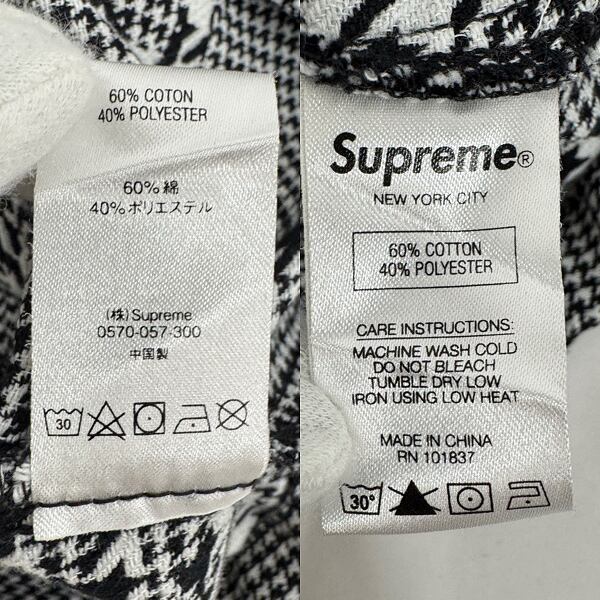 60% COTON
40% POLYESTER
60% 綿
40% ポリエステル
(株) Supreme
0570-057-300
中国製
30
Supreme®
NEW YORK CITY
60% COTTON
40% POLYESTER
CARE INSTRUCTIONS:
MACHINE WASH COLD
DO NOT BLEACH
TUMBLE DRY LOW
IRON USING LOW HEAT
MADE IN CHINA
RN 101837
30°